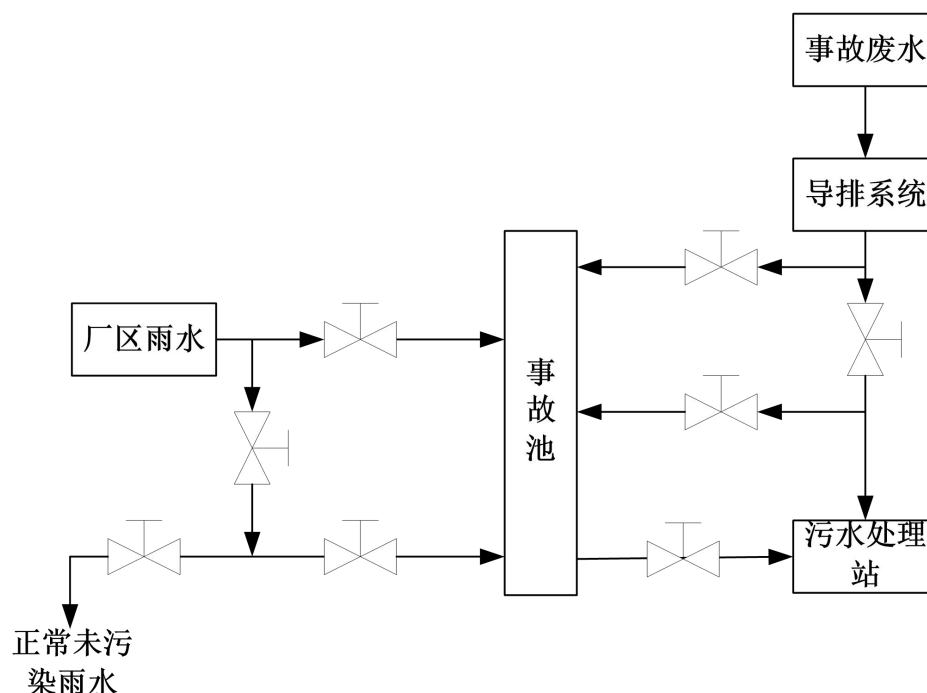 事故废水
导排系统
厂区雨水
事
故
池
污水处理
站
正常未污
染雨水